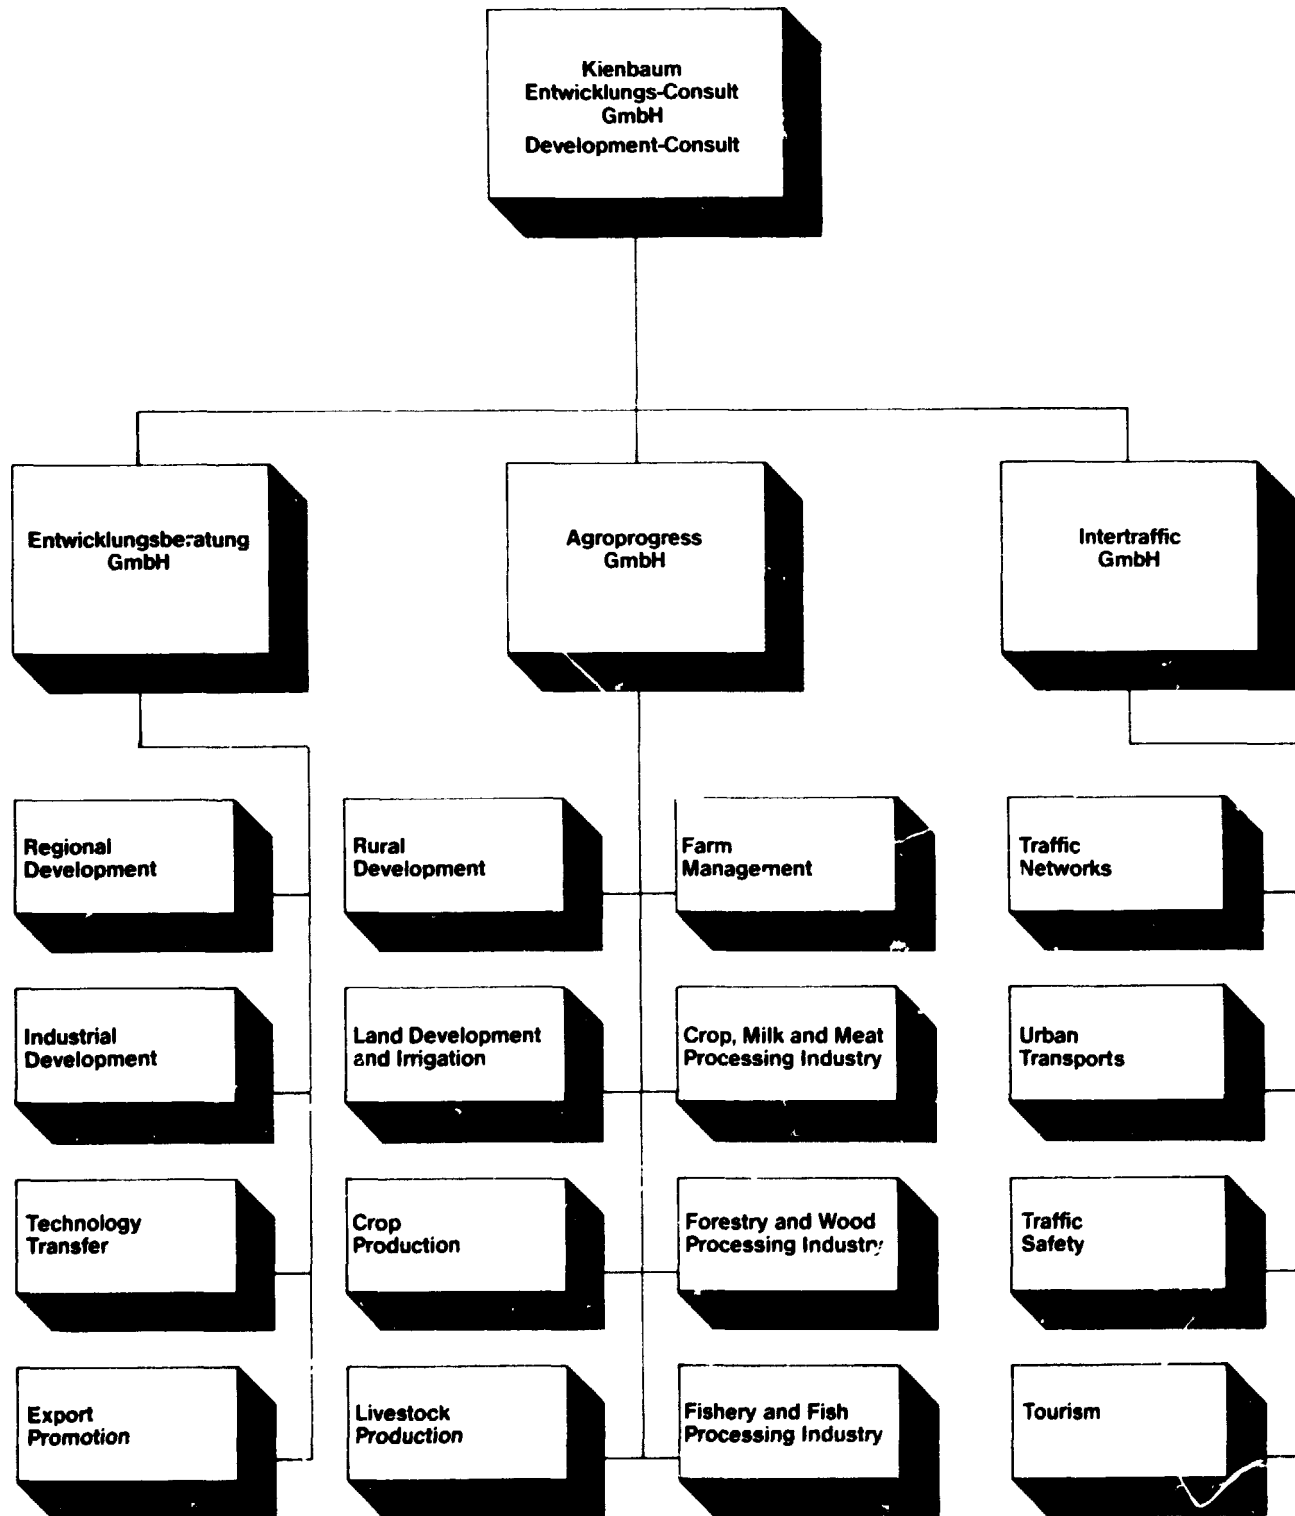 Kienbaum
Entwicklungs-Consult
GmbH
Development-Consult
Entwicklungsberatung
GmbH
Agroprogress
GmbH
Intertraffic
GmbH
Regional
Development
Rural
Development
Farm
Management
Traffic
Networks
Industrial
Development
Land Development
and Irrigation
Crop, Milk and Meat
Processing Industry
Urban
Transports
Technology
Transfer
Crop
Production
Forestry and Wood
Processing Industry
Traffic
Safety
Export
Promotion
Livestock
Production
Fishery and Fish
Processing Industry
Tourism